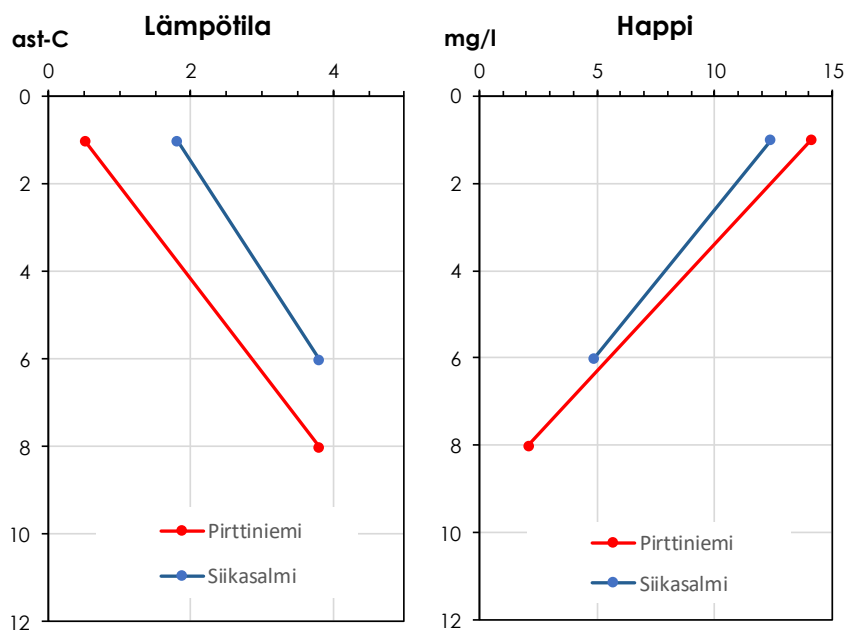 Lämpötila
ast-C
0 2 4
0
2
4
6
8
10
12
Pirttiniemi
Siikasalmi
Happi
mg/l
0 5 10 15
0
2
4
6
8
10
12
Pirttiniemi
Siikasalmi